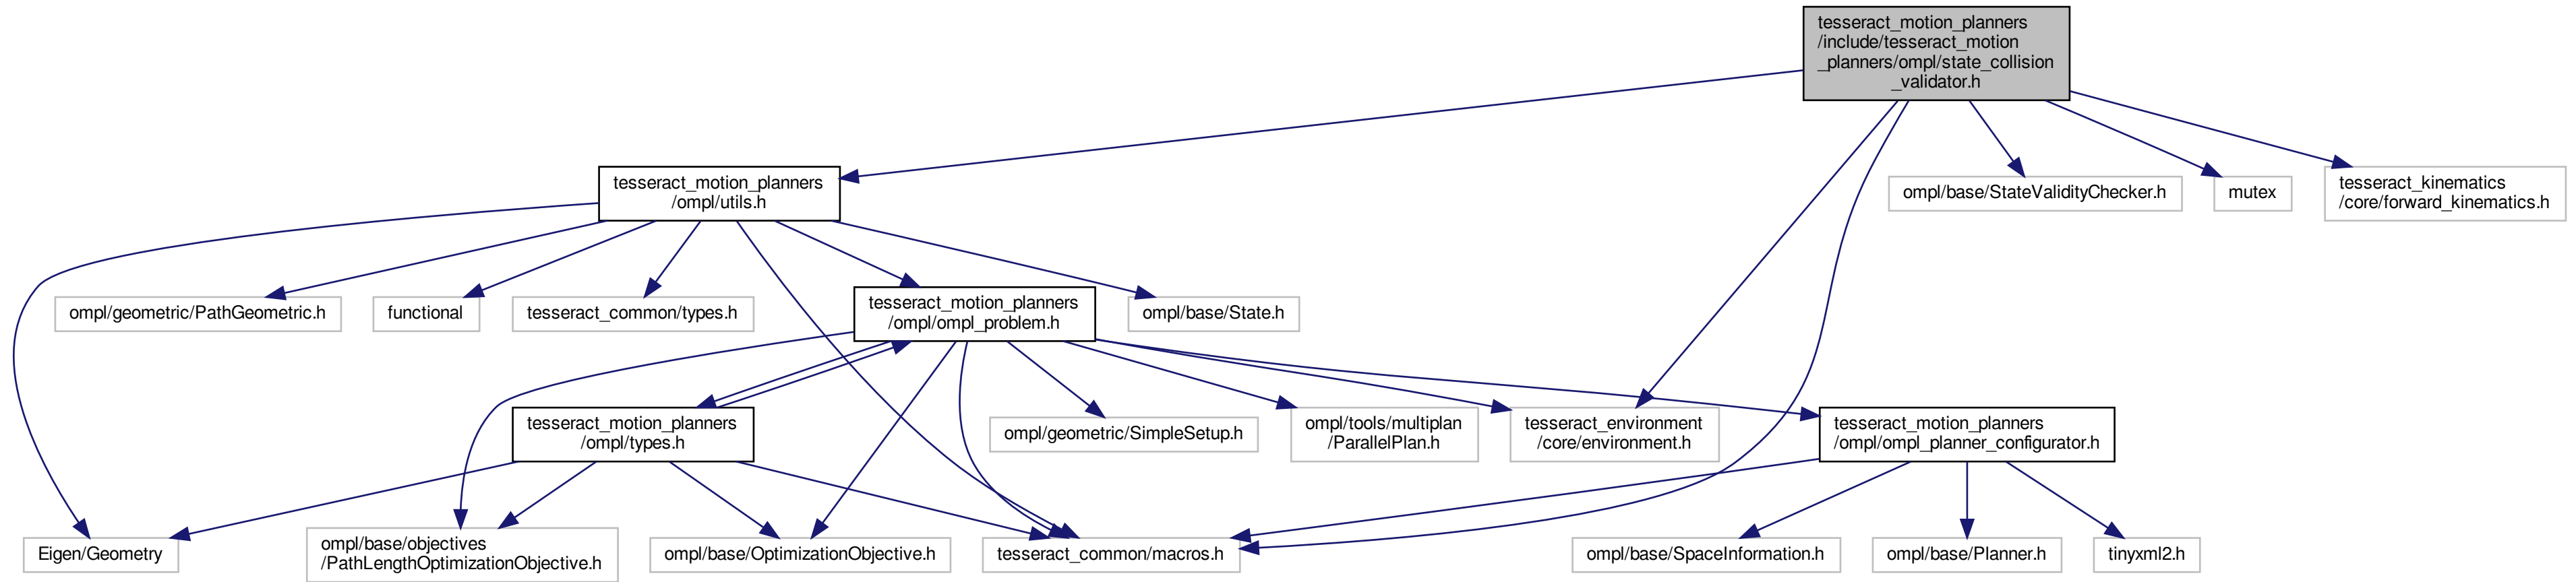 tesseract_motion_planners
/include/tesseract_motion
_planners/ompl/state_collision
_validator.h
tesseract_motion_planners
/ompl/utils.h
ompl/base/StateValidityChecker.h
mutex
tesseract_kinematics
/core/forward_kinematics.h
ompl/geometric/PathGeometric.h
functional
tesseract_common/types.h
tesseract_motion_planners
/ompl/ompl_problem.h
ompl/base/State.h
tesseract_motion_planners
/ompl/types.h
ompl/geometric/SimpleSetup.h
ompl/tools/multiplan
/ParallelPlan.h
tesseract_environment
/core/environment.h
tesseract_motion_planners
/ompl/ompl_planner_configurator.h
Eigen/Geometry
ompl/base/objectives
/PathLengthOptimizationObjective.h
ompl/base/OptimizationObjective.h
tesseract_common/macros.h
ompl/base/SpaceInformation.h
ompl/base/Planner.h
tinyxml2.h